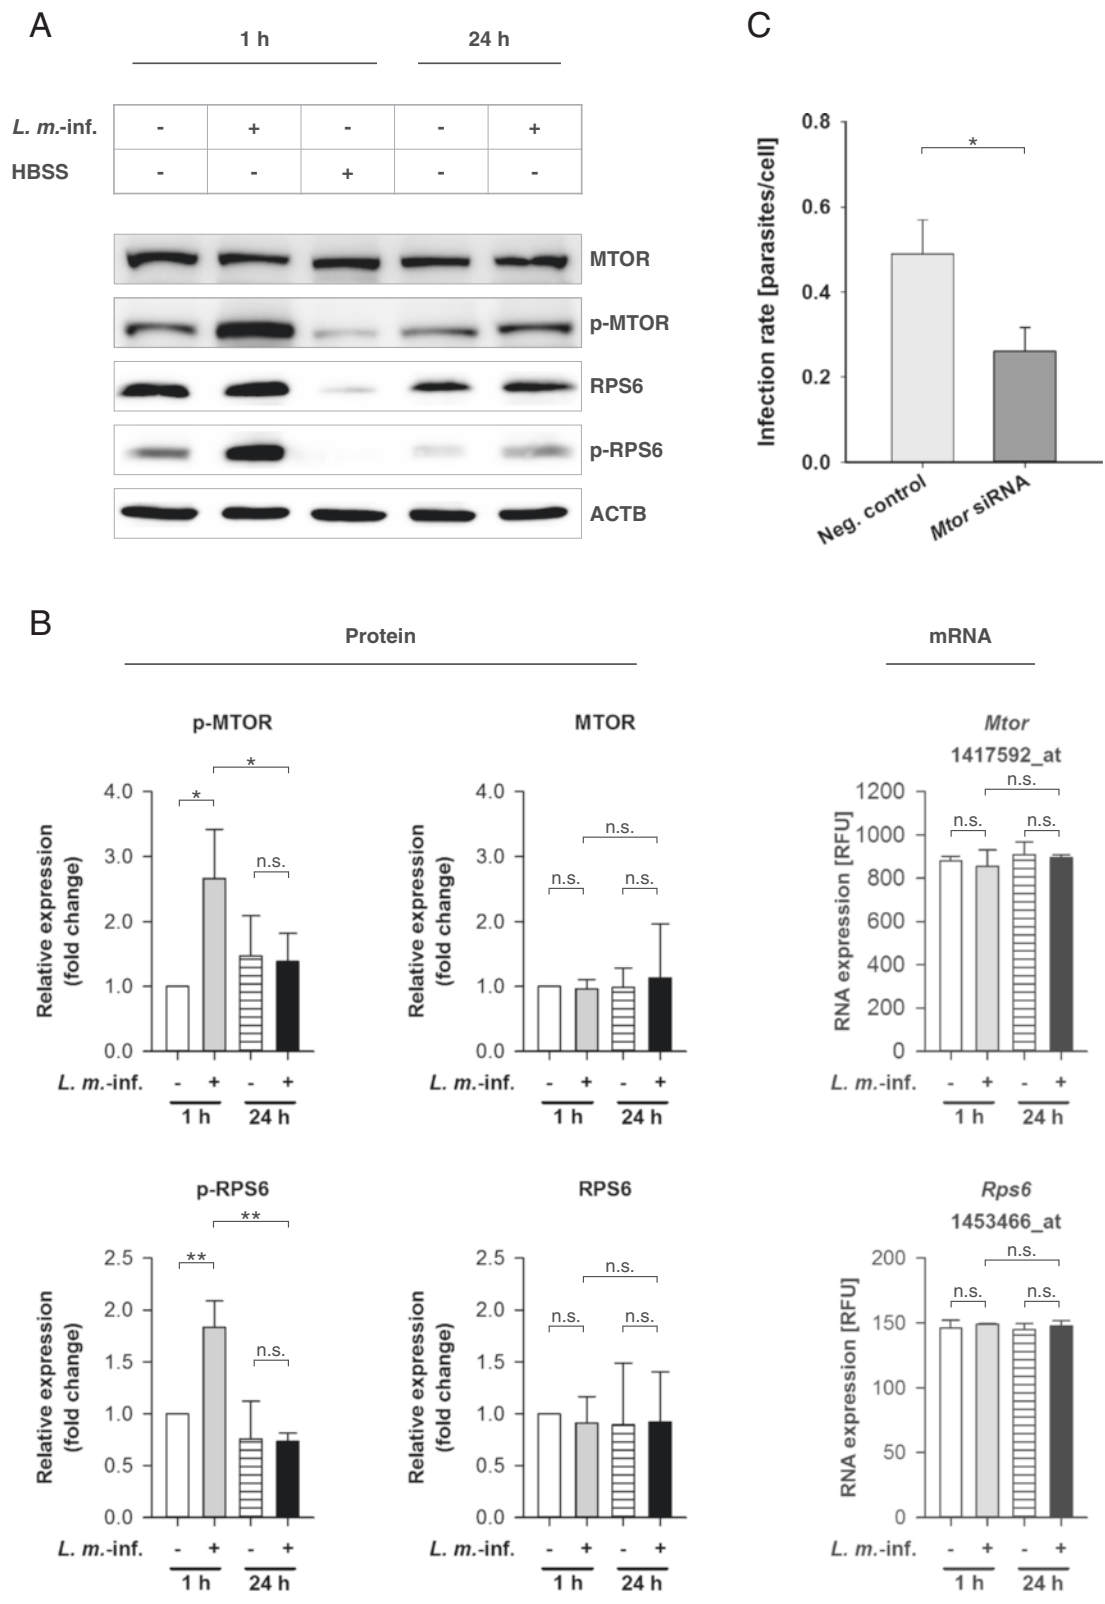 A
1 h
24 h
L. m.-inf.
- + - - +
HBSS
- - + - -
MTOR
p-MTOR
RPS6
p-RPS6
ACTB
C
Infection rate [parasites/cell]
0.8
0.6
0.4
0.2
0.0
*
Neg. control
Mtor siRNA
B
Protein
mRNA
p-MTOR
Relative expression
(fold change)
4.0
3.0
2.0
1.0
0.0
*
*
n.s.
L. m.-inf.
- + - +
1 h
24 h
MTOR
Relative expression
(fold change)
4.0
3.0
2.0
1.0
0.0
n.s.
n.s.
n.s.
L. m.-inf.
- + - +
1 h
24 h
Mtor
1417592_at
RNA expression [RFU]
1200
1000
800
600
400
200
0
n.s.
n.s.
n.s.
L. m.-inf.
- + - +
1 h
24 h
p-RPS6
Relative expression
(fold change)
2.5
2.0
1.5
1.0
0.5
0.0
**
**
n.s.
L. m.-inf.
- + - +
1 h
24 h
RPS6
Relative expression
(fold change)
2.5
2.0
1.5
1.0
0.5
0.0
n.s.
n.s.
n.s.
L. m.-inf.
- + - +
1 h
24 h
Rps6
1453466_at
RNA expression [RFU]
200
150
100
50
0
n.s.
n.s.
n.s.
L. m.-inf.
- + - +
1 h
24 h